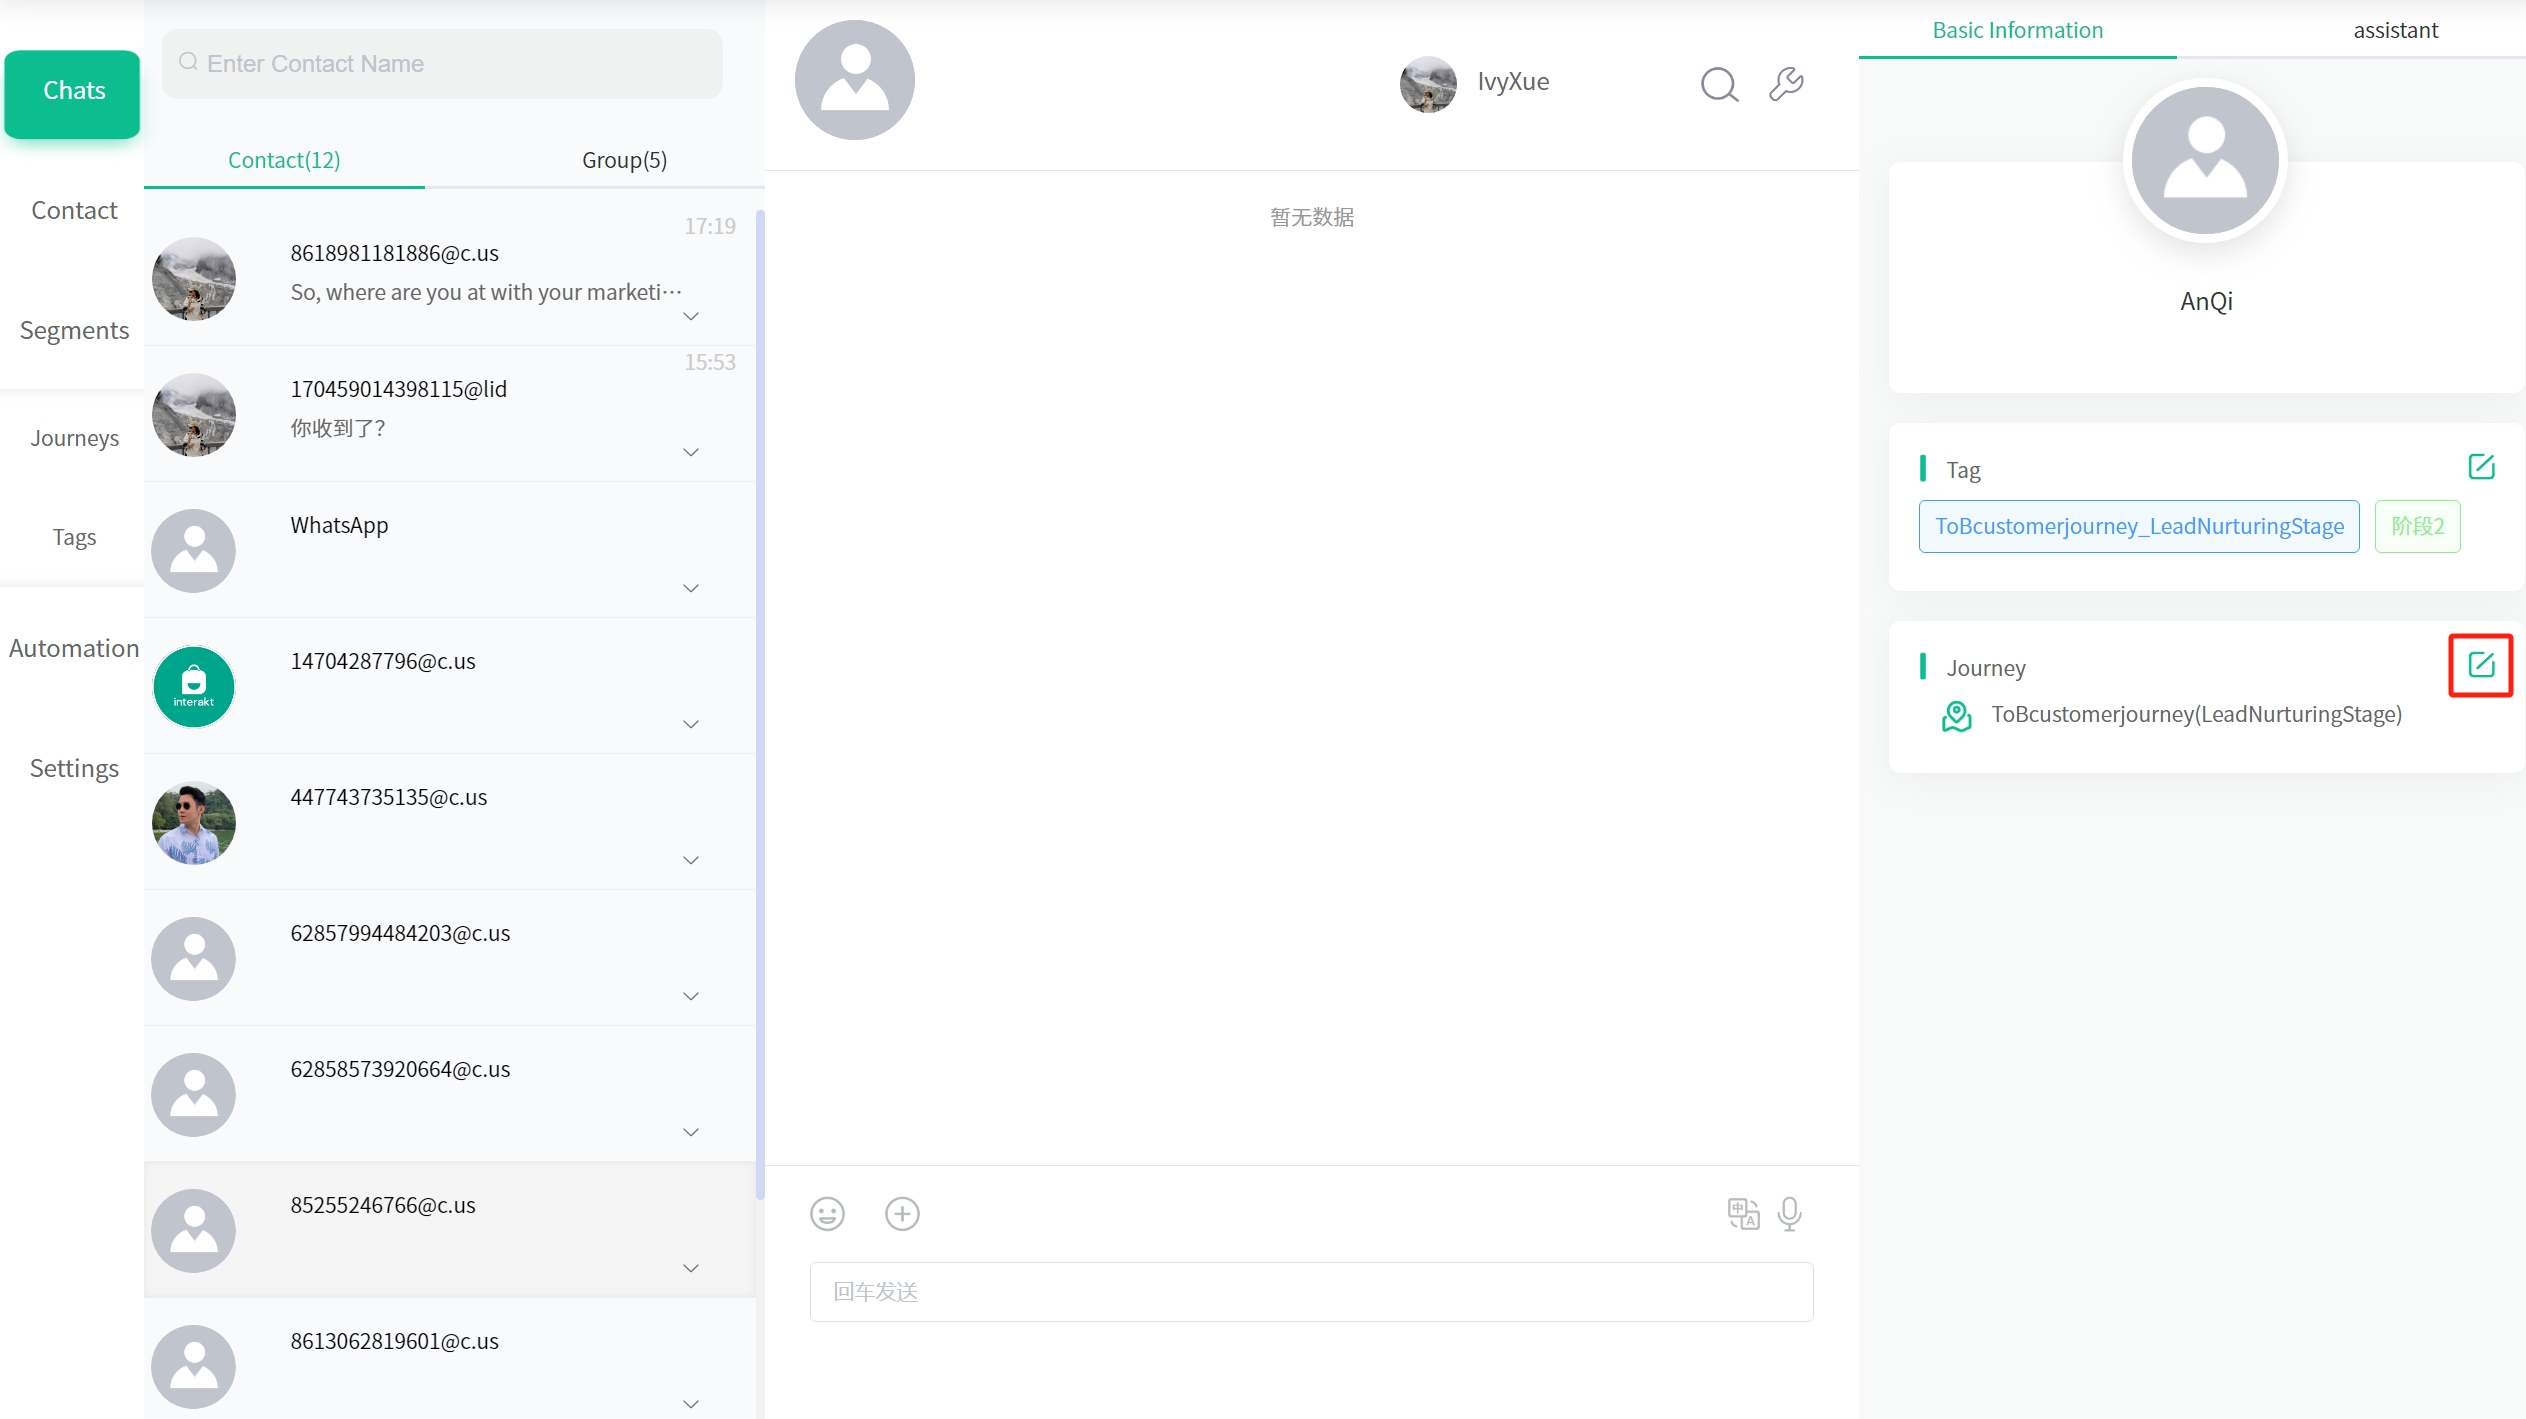 Chats
Contact
Segments
Journeys
Tags
Automation
Settings
Enter Contact Name
Contact(12)
Group(5)
17:19
8618981181886@c.us
So, where are you at with your marketi…
15:53
170459014398115@lid
你收到了?
WhatsApp
14704287796@c.us
interakt
447743735135@c.us
62857994484203@c.us
62858573920664@c.us
85255246766@c.us
8613062819601@c.us
IvyXue
暂无数据
中
A
回车发送
Basic Information
assistant
AnQi
Tag
ToBcustomerjourney_LeadNurturingStage
阶段2
Journey
ToBcustomerjourney(LeadNurturingStage)